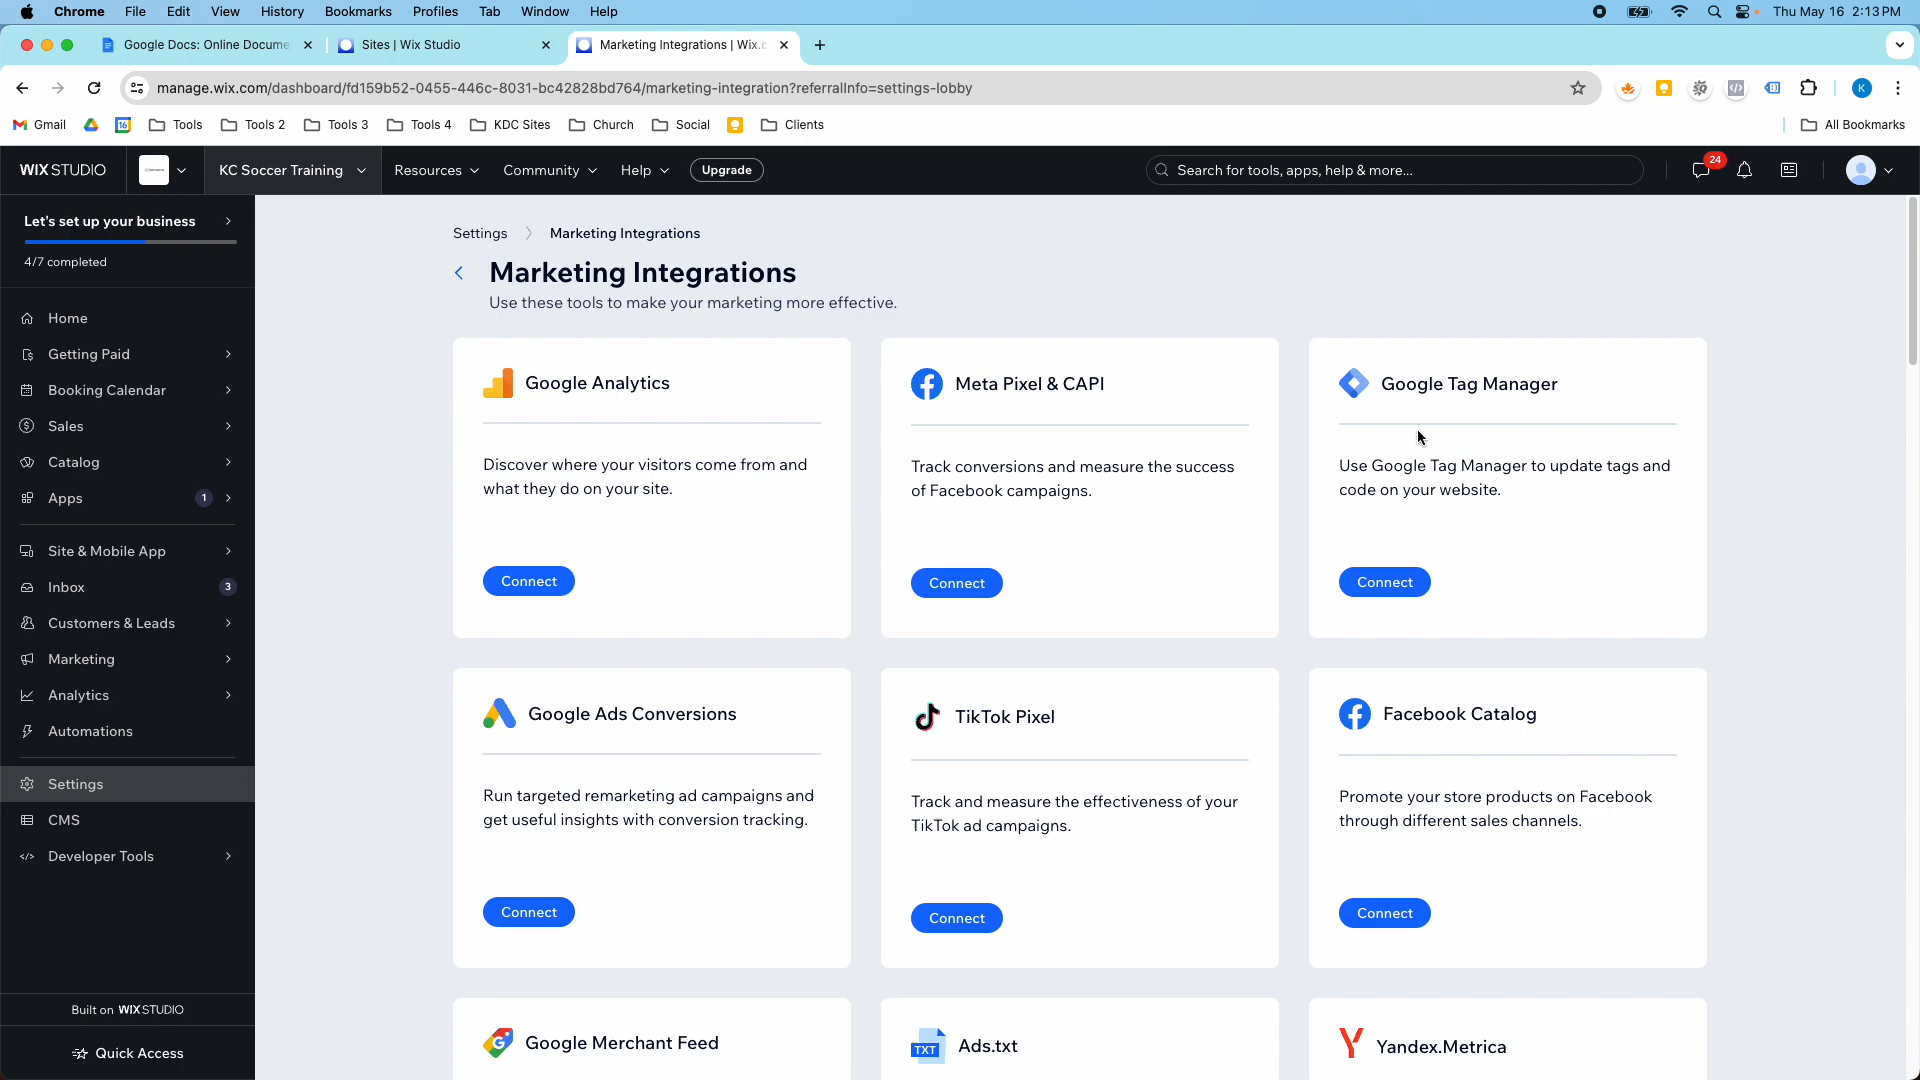 Chrome File Edit View History Bookmarks Profiles Tab Window Help Thu May 16 2:13 PM
Google Docs: Online Docume Sites | Wix Studio Marketing Integrations | Wix.c
manage.wix.com/dashboard/fd159b52-0455-446c-8031-bc42828bd764/marketing-integration?referralInfo=settings-lobby K
Gmail 16 Tools Tools 2 Tools 3 Tools 4 KDC Sites Church Social Clients All Bookmarks
WIX STUDIO KC Soccer Training Resources Community Help Upgrade Search for tools, apps, help & more... 24
Let's set up your business
4/7 completed
Home
Getting Paid
Booking Calendar
Sales
Catalog
Apps 1
Site & Mobile App
Inbox 3
Customers & Leads
Marketing
Analytics
Automations
Settings
CMS
Developer Tools
Built on WIX STUDIO
Quick Access
Settings Marketing Integrations
Marketing Integrations
Use these tools to make your marketing more effective.
Google Analytics
Discover where your visitors come from and
what they do on your site.
Connect
Meta Pixel & CAPI
Track conversions and measure the success
of Facebook campaigns.
Connect
Google Tag Manager
Use Google Tag Manager to update tags and
code on your website.
Connect
Google Ads Conversions
Run targeted remarketing ad campaigns and
get useful insights with conversion tracking.
Connect
TikTok Pixel
Track and measure the effectiveness of your
TikTok ad campaigns.
Connect
Facebook Catalog
Promote your store products on Facebook
through different sales channels.
Connect
Google Merchant Feed
TXT Ads.txt
Yandex.Metrica